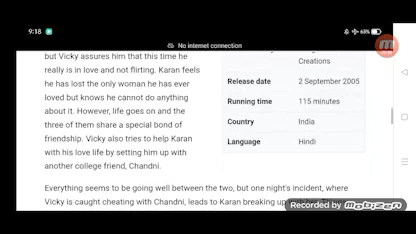 9:18
68%
No internet connection
but Vicky assures him that this time he
really is in love and not flirting. Karan feels
he has lost the only woman he has ever
loved but knows he cannot do anything
about it. However, life goes on and the
three of them share a special bond of
friendship. Vicky also tries to help Karan
with his love life by setting him up with
another college friend, Chandni.
Creations
Release date 2 September 2005
Running time 115 minutes
Country India
Language Hindi
Everything seems to be going well between the two, but one night's incident, where
Vicky is caught cheating with Chandni, leads to Karan breaking up
Recorded by mobizen